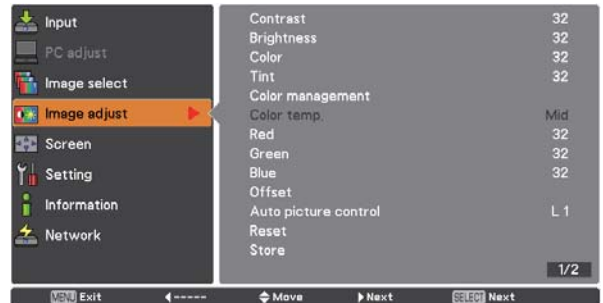 Input
PC adjust
Image select
Image adjust
Screen
Setting
Information
Network
Contrast 32
Brightness 32
Color 32
Tint 32
Color management
Color temp. Mid
Red 32
Green 32
Blue 32
Offset
Auto picture control L 1
Reset
Store
1/2
MENU Exit ----- Move Next SELECT Next